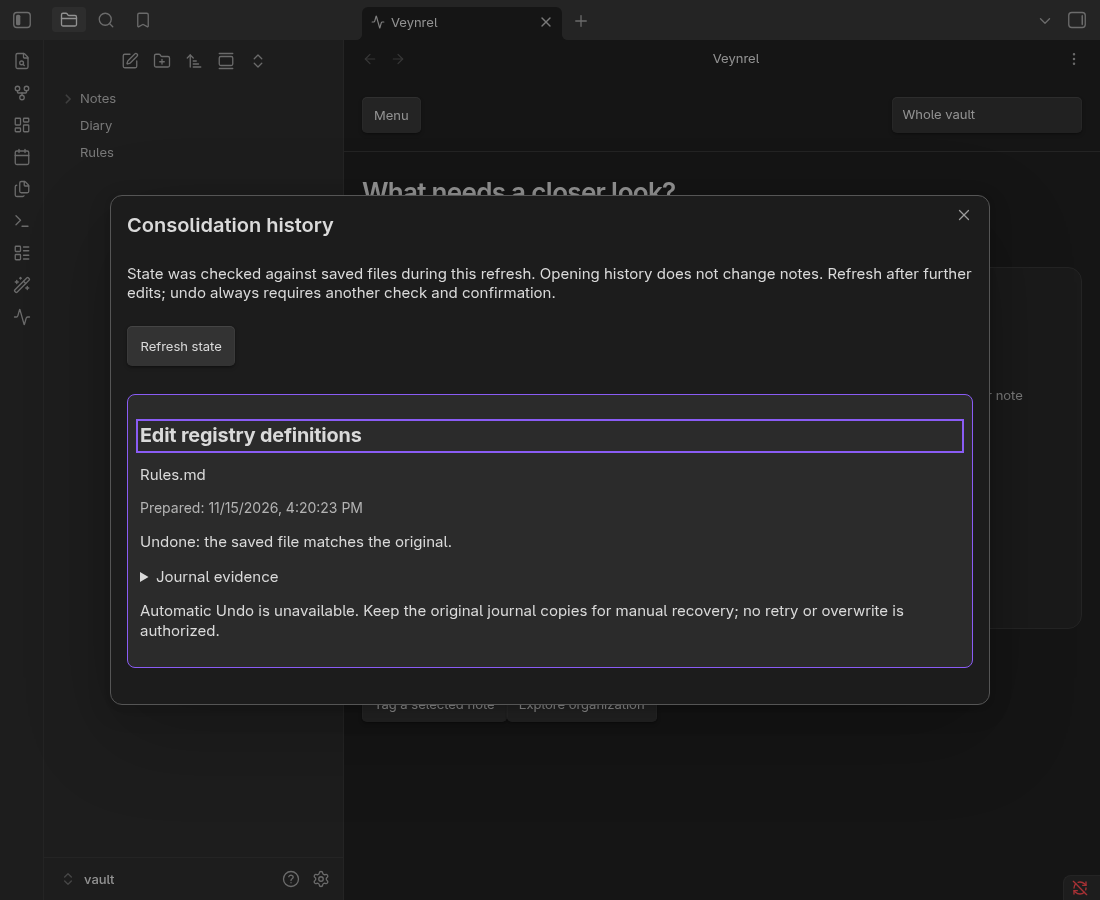 Veynrel
Veynrel
Notes
Diary
Rules
Menu
Whole vault
What needs a closer look?
Consolidation history
State was checked against saved files during this refresh. Opening history does not change notes. Refresh after further
edits; undo always requires another check and confirmation.
Refresh state
note
Edit registry definitions
Rules.md
Prepared: 11/15/2026, 4:20:23 PM
Undone: the saved file matches the original.
Journal evidence
Automatic Undo is unavailable. Keep the original journal copies for manual recovery; no retry or overwrite is
authorized.
Tag a selected note
Explore organization
vault